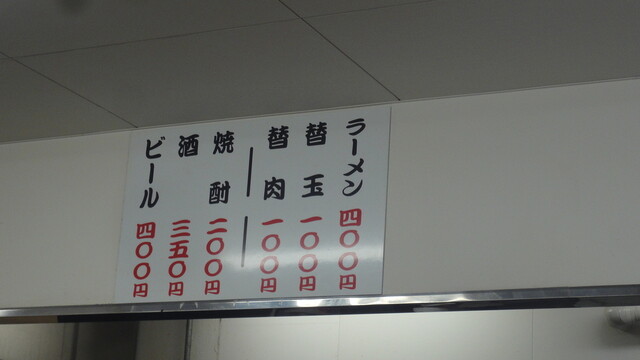 ラーメン 四〇〇円
替玉 一〇〇円
替肉 一〇〇円
焼酎 二〇〇円
酒 三五〇円
ビール 四〇〇円